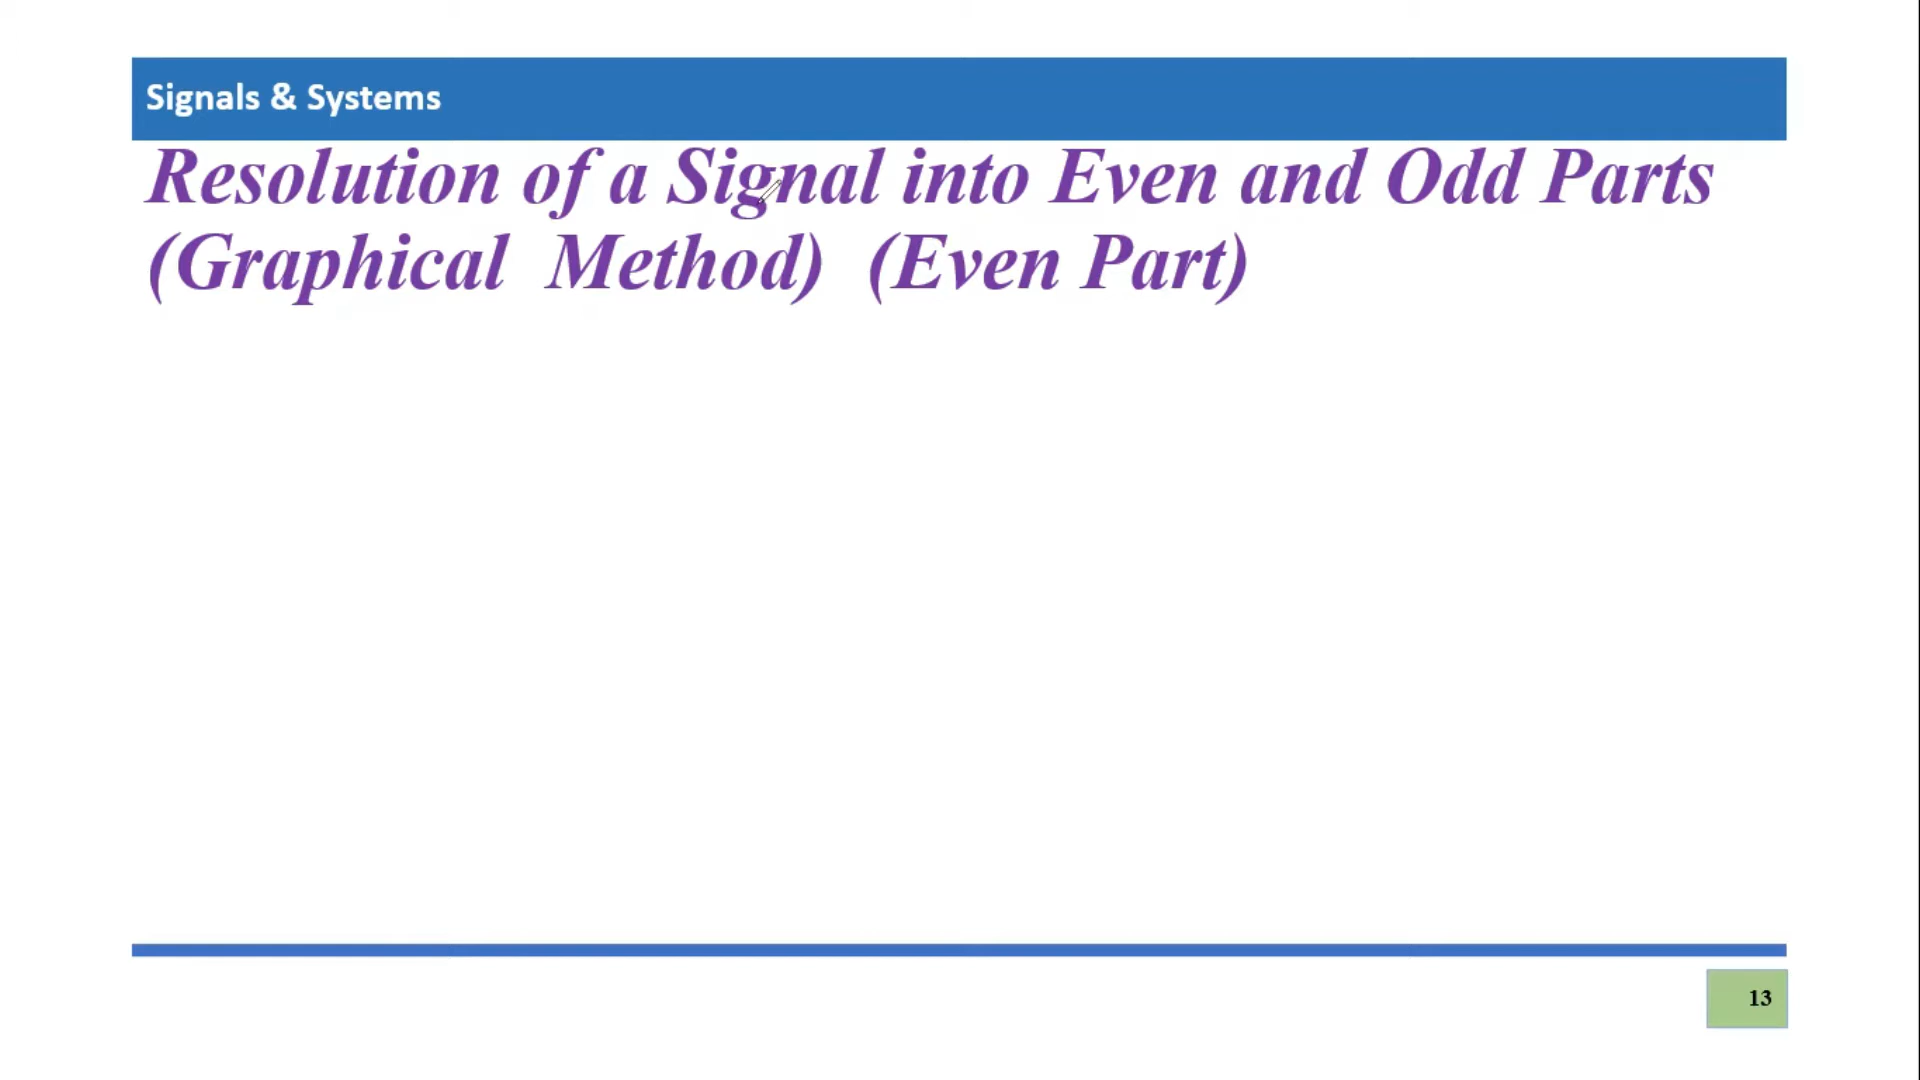 Signals & Systems
Resolution of a Signal into Even and Odd Parts
(Graphical Method) (Even Part)
13